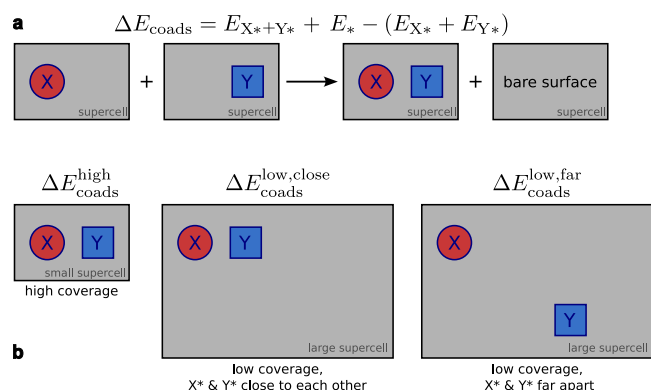 a
ΔE_coads = E_X*+Y* + E_* − (E_X* + E_Y*)
X + Y → X Y + bare surface
supercell supercell supercell supercell
ΔE_coads^high ΔE_coads^low,close ΔE_coads^low,far
X Y X Y X
small supercell
high coverage
Y
large supercell large supercell
b
low coverage, low coverage,
X* & Y* close to each other X* & Y* far apart